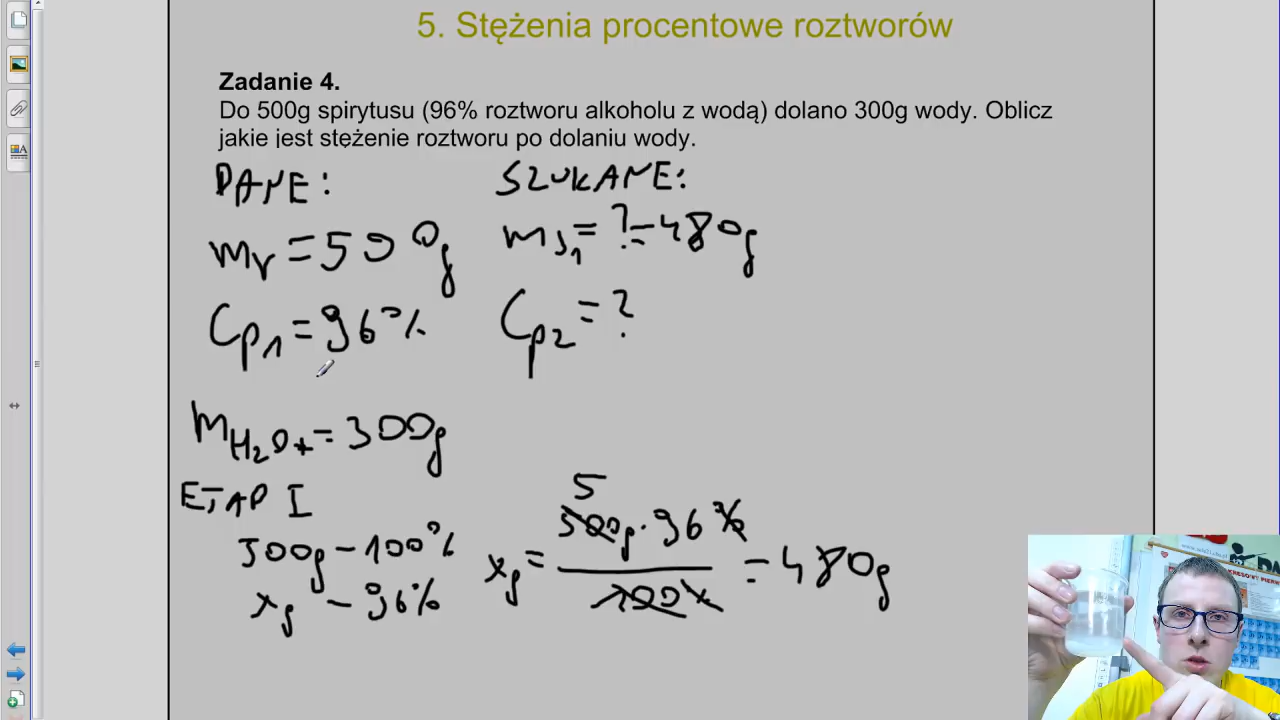 5. Stężenia procentowe roztworów
Zadanie 4.
Do 500g spirytusu (96% roztworu alkoholu z wodą) dolano 300g wody. Oblicz
jakie jest stężenie roztworu po dolaniu wody.
DANE: SZUKANE:
mr = 500g ms1 = ? = 480g
Cp1 = 96% Cp2 = ?
mH2O+ = 300g
ETAP I
5
500g - 100% xg = 500g · 96% / 100% = 480g
xg - 96%